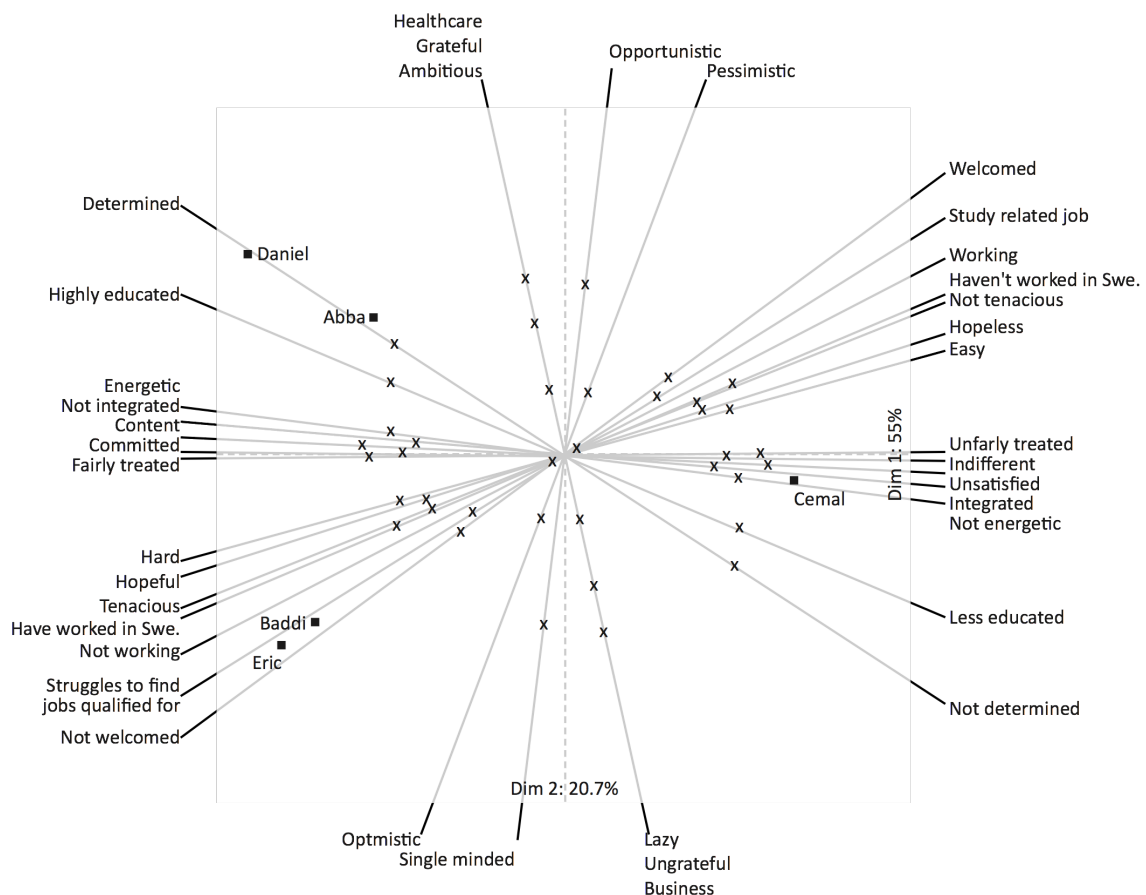 Healthcare
Grateful
Ambitious
Opportunistic
Pessimistic
Welcomed
Study related job
Working
Haven't worked in Swe.
Not tenacious
Hopeless
Easy
Determined
Daniel
Highly educated
Abba
Energetic
Not integrated
Content
Committed
Fairly treated
Dim 1: 55%
Unfarly treated
Indifferent
Unsatisfied
Integrated
Not energetic
Cemal
Hard
Hopeful
Tenacious
Have worked in Swe.
Not working
Struggles to find
jobs qualified for
Not welcomed
Baddi
Eric
Less educated
Not determined
Dim 2: 20.7%
Optmistic
Single minded
Lazy
Ungrateful
Business